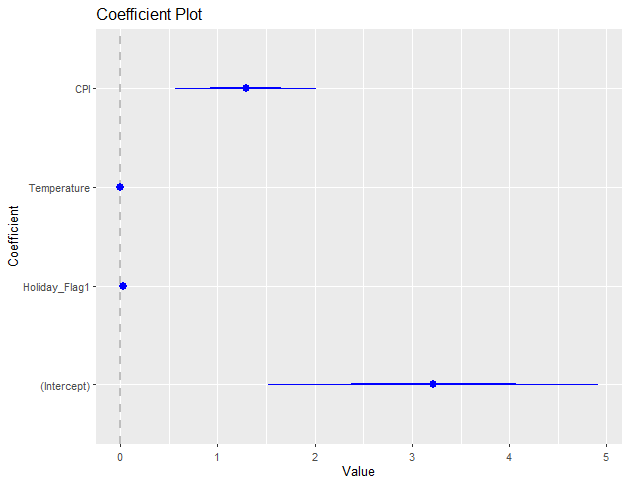 Coefficient Plot
CPI
Temperature
Holiday_Flag1
(Intercept)
Coefficient
0 1 2 3 4 5
Value